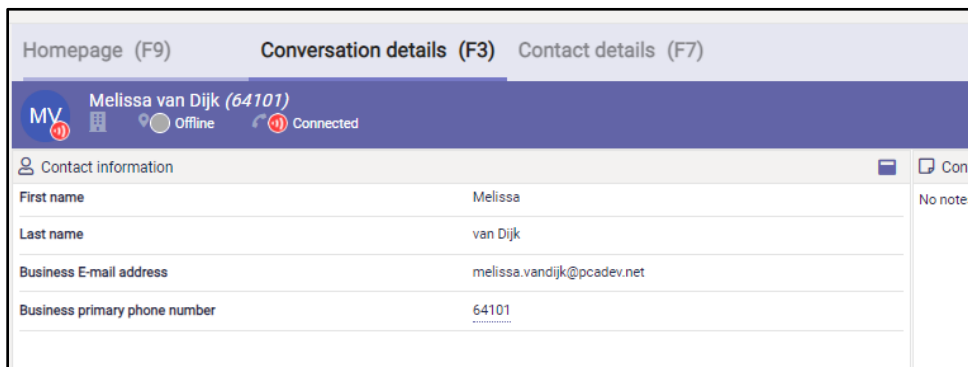 Homepage (F9) Conversation details (F3) Contact details (F7)
Melissa van Dijk (64101)
MV Offline Connected
Contact information Con
First name Melissa No note
Last name van Dijk
Business E-mail address melissa.vandijk@pcadev.net
Business primary phone number 64101